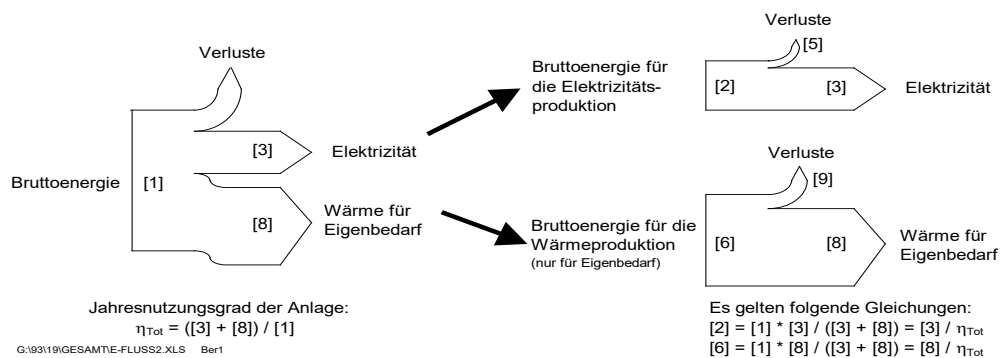 Verluste
Bruttoenergie
[1]
[3]
Elektrizität
[8]
Wärme für
Eigenbedarf
Jahresnutzungsgrad der Anlage:
ηTot = ([3] + [8]) / [1]
G:\93\19\GESAMT\E-FLUSS2.XLS Ber1
Bruttoenergie für
die Elektrizitäts-
produktion
Verluste
[5]
[2]
[3]
Elektrizität
Bruttoenergie für die
Wärmeproduktion
(nur für Eigenbedarf)
Verluste
[9]
[6]
[8]
Wärme für
Eigenbedarf
Es gelten folgende Gleichungen:
[2] = [1] * [3] / ([3] + [8]) = [3] / ηTot
[6] = [1] * [8] / ([3] + [8]) = [8] / ηTot